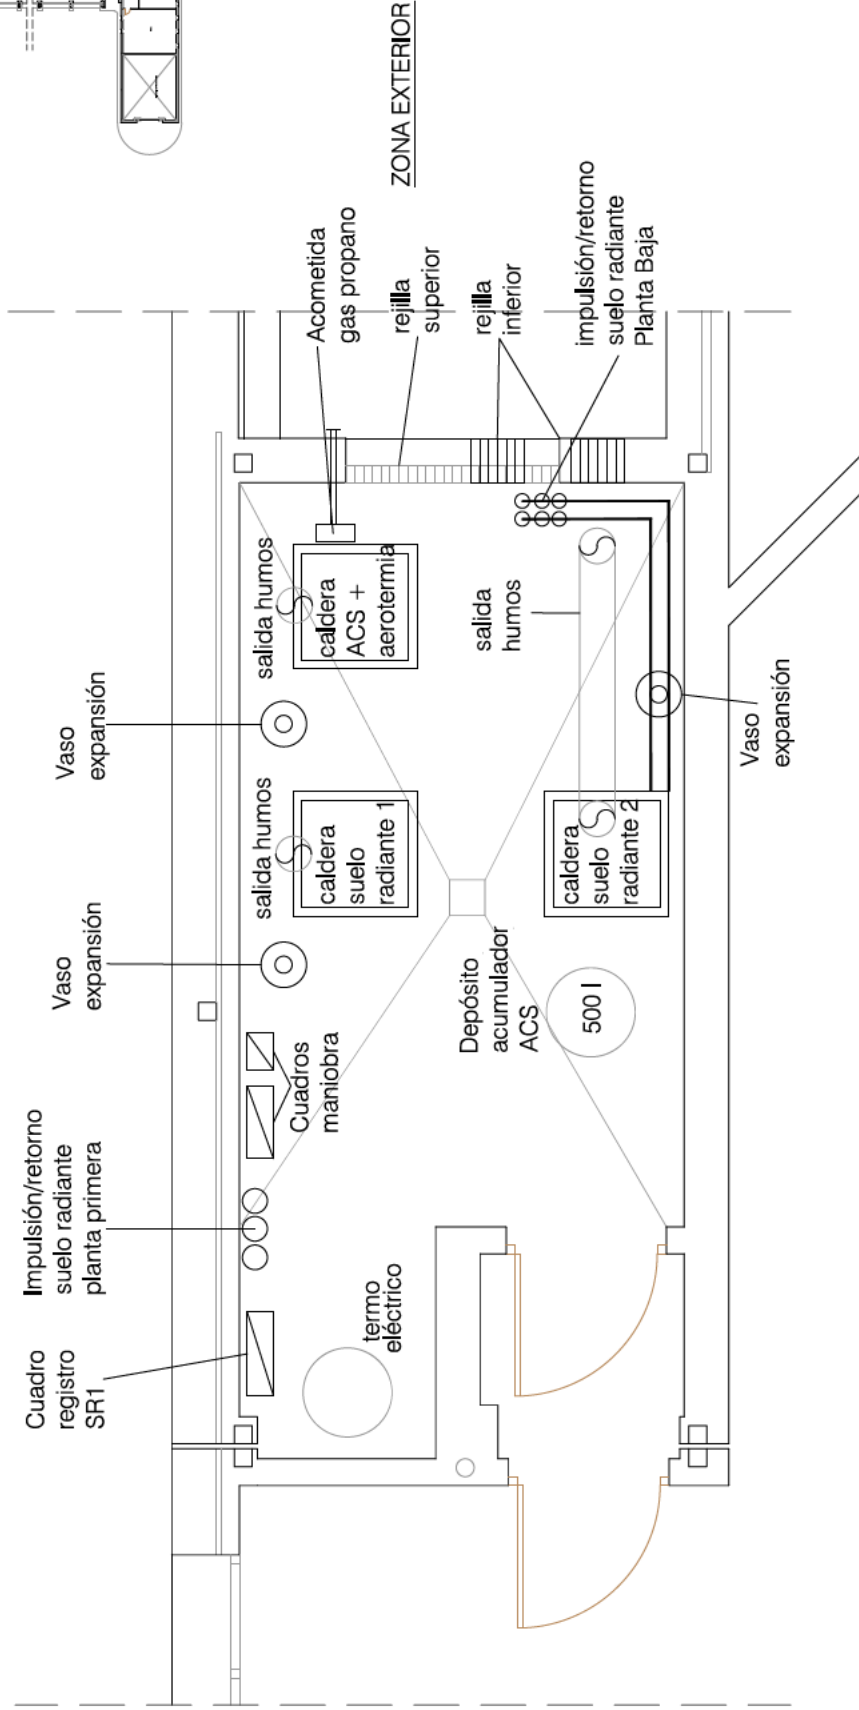 Cuadro
registro
SR1
Impulsión/retorno
suelo radiante
planta primera
Vaso
expansión
Vaso
expansión
termo
eléctrico
Cuadros
maniobra
salida humos
caldera
suelo
radiante 1
salida humos
caldera
ACS +
aerotermia
Acometida
gas propano
rejilla
superior
rejilla
inferior
impulsión/retorno
suelo radiante
Planta Baja
ZONA EXTERIOR
Depósito
acumulador
ACS
500 l
caldera
suelo
radiante 2
salida
humos
Vaso
expansión